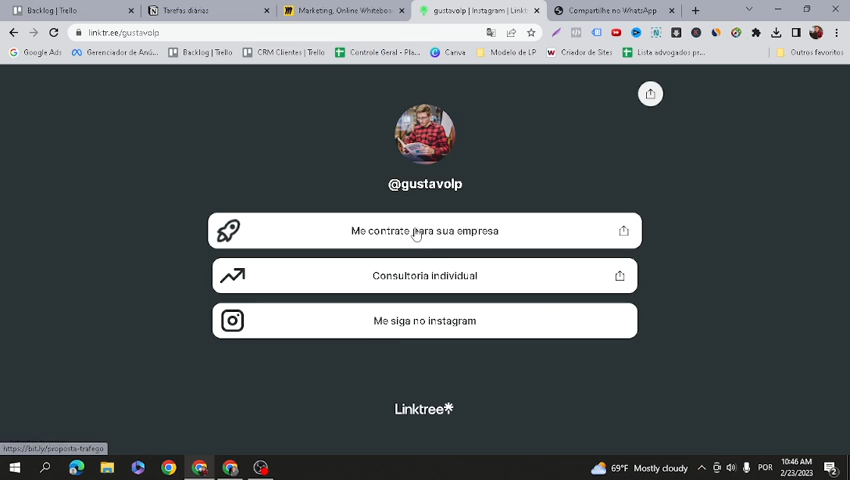 Backlog | Trello
Tarefas diárias
Marketing, Online Whiteboard
gustavolp | Instagram | Linktr
Compartilhe no WhatsApp
linktr.ee/gustavolp
Google Ads
Gerenciador de Anú...
Backlog | Trello
CRM Clientes | Trello
Controle Geral - Pla...
Canva
Modelo de LP
Criador de Sites
Lista advogados pr...
Outros favoritos
@gustavolp
Me contrate para sua empresa
Consultoria individual
Me siga no instagram
Linktree
https://bit.ly/proposta-trafego
69°F Mostly cloudy
POR
10:46 AM
2/23/2023
2